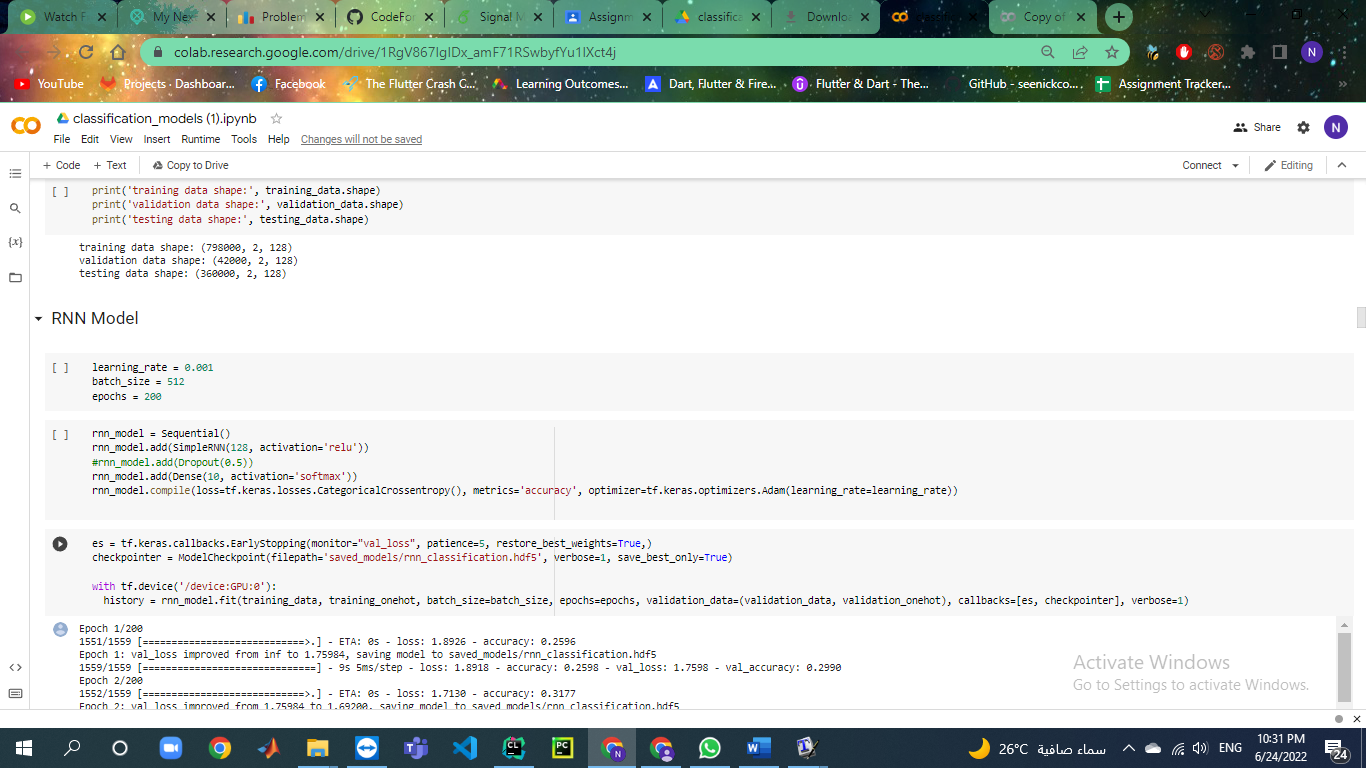 Watch F
My Nex
Problem
CodeFor
Signal M
Assignm
classifica
Downloa
Copy of
colab.research.google.com/drive/1RgV867IgIDx_amF71RSwbyfYu1lXct4j
N
YouTube
Projects · Dashboar...
Facebook
The Flutter Crash C...
Learning Outcomes...
Dart, Flutter & Fire...
Flutter & Dart - The...
GitHub - seenickco...
Assignment Tracker...
»
classification_models (1).ipynb
File Edit View Insert Runtime Tools Help Changes will not be saved
Share
N
+ Code + Text Copy to Drive
Connect Editing
{x}
[ ] print('training data shape:', training_data.shape)
print('validation data shape:', validation_data.shape)
print('testing data shape:', testing_data.shape)
training data shape: (798000, 2, 128)
validation data shape: (42000, 2, 128)
testing data shape: (360000, 2, 128)
RNN Model
[ ] learning_rate = 0.001
batch_size = 512
epochs = 200
[ ] rnn_model = Sequential()
rnn_model.add(SimpleRNN(128, activation='relu'))
#rnn_model.add(Dropout(0.5))
rnn_model.add(Dense(10, activation='softmax'))
rnn_model.compile(loss=tf.keras.losses.CategoricalCrossentropy(), metrics='accuracy', optimizer=tf.keras.optimizers.Adam(learning_rate=learning_rate))
es = tf.keras.callbacks.EarlyStopping(monitor="val_loss", patience=5, restore_best_weights=True,)
checkpointer = ModelCheckpoint(filepath='saved_models/rnn_classification.hdf5', verbose=1, save_best_only=True)
with tf.device('/device:GPU:0'):
history = rnn_model.fit(training_data, training_onehot, batch_size=batch_size, epochs=epochs, validation_data=(validation_data, validation_onehot), callbacks=[es, checkpointer], verbose=1)
Epoch 1/200
1551/1559 [============================>.] - ETA: 0s - loss: 1.8926 - accuracy: 0.2596
Epoch 1: val_loss improved from inf to 1.75984, saving model to saved_models/rnn_classification.hdf5
1559/1559 [==============================] - 9s 5ms/step - loss: 1.8918 - accuracy: 0.2598 - val_loss: 1.7598 - val_accuracy: 0.2990
Epoch 2/200
1552/1559 [============================>.] - ETA: 0s - loss: 1.7130 - accuracy: 0.3177
Epoch 2: val_loss improved from 1.75984 to 1.69200, saving model to saved_models/rnn_classification.hdf5
Activate Windows
Go to Settings to activate Windows.
26°C سماء صافية
ENG
10:31 PM
6/24/2022
24